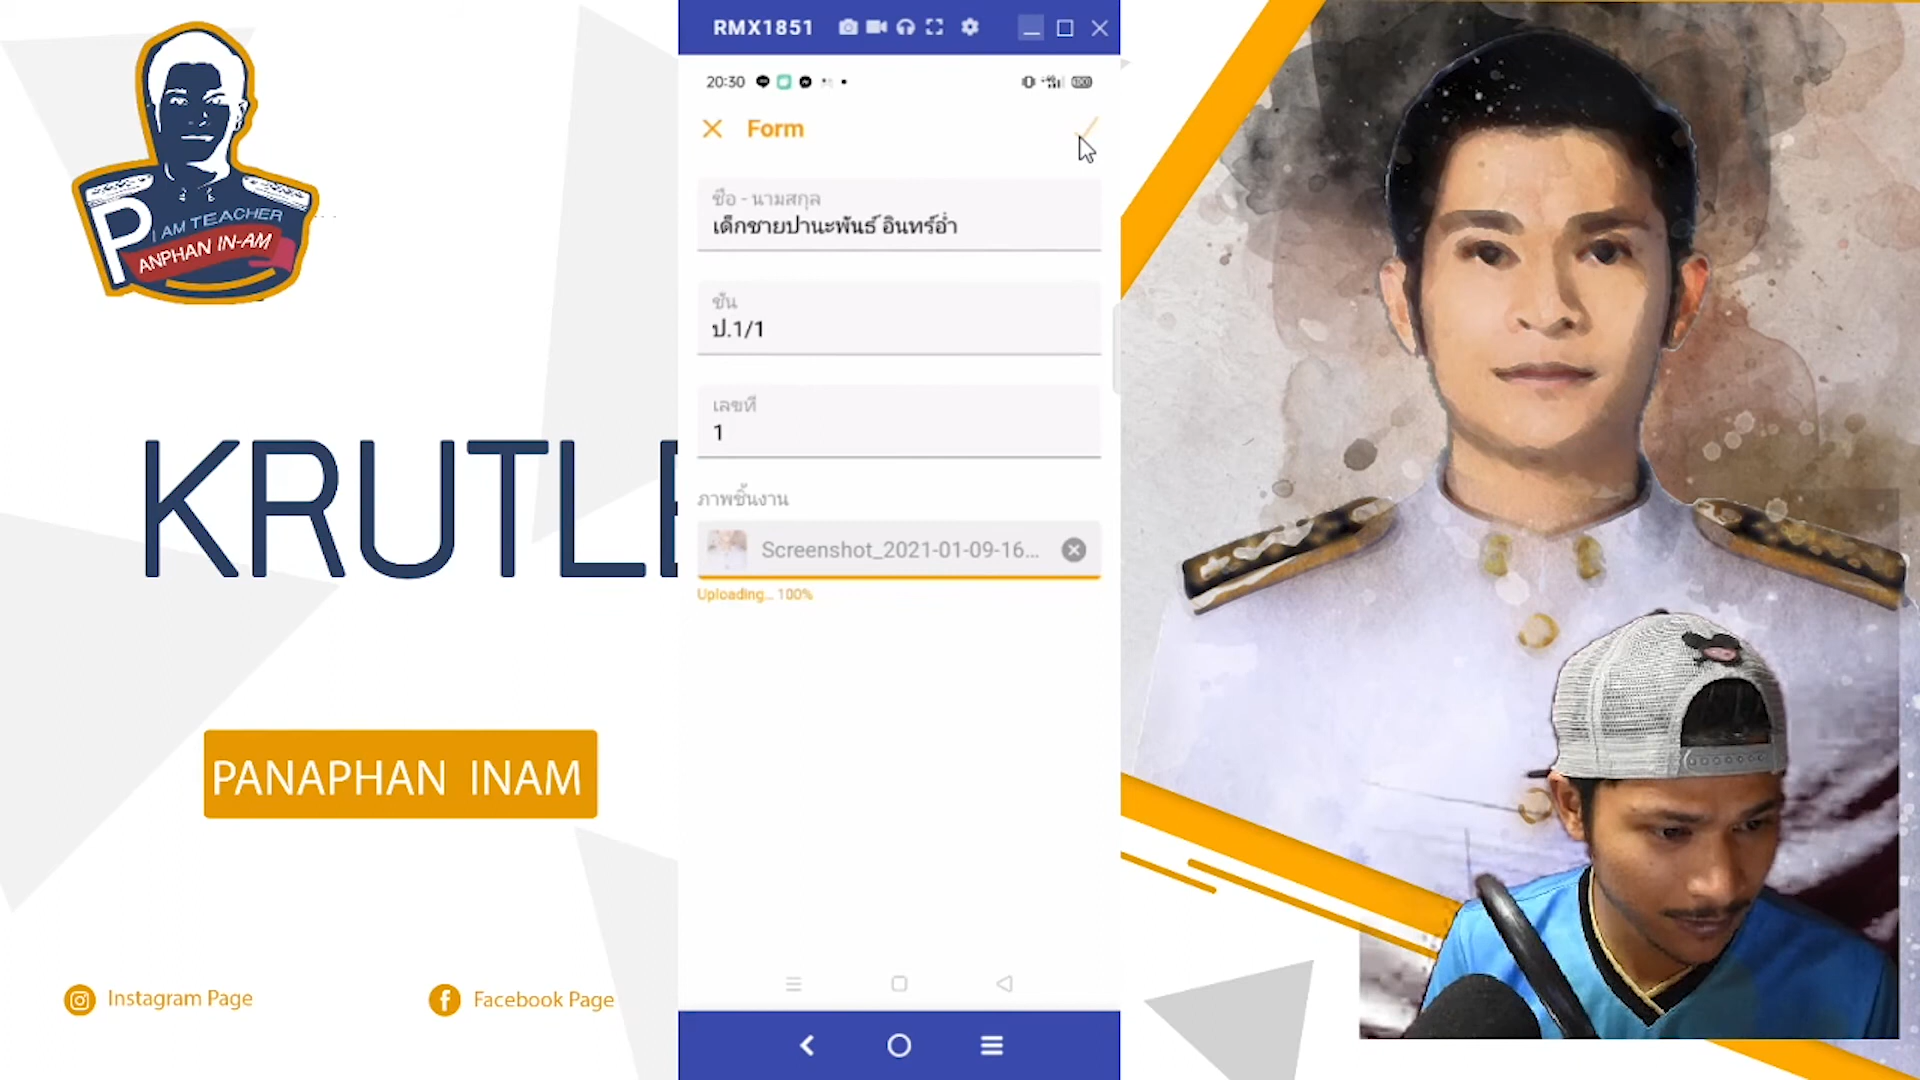 I AM TEACHER
PANPHAN IN-AM
KRUTLE
PANAPHAN INAM
Instagram Page
Facebook Page
RMX1851
20:30
Form
ชื่อ - นามสกุล
เด็กชายปานะพันธ์ อินทร์อ่ำ
ชั้น
ป.1/1
เลขที่
1
ภาพชิ้นงาน
Screenshot_2021-01-09-16...
Uploading... 100%